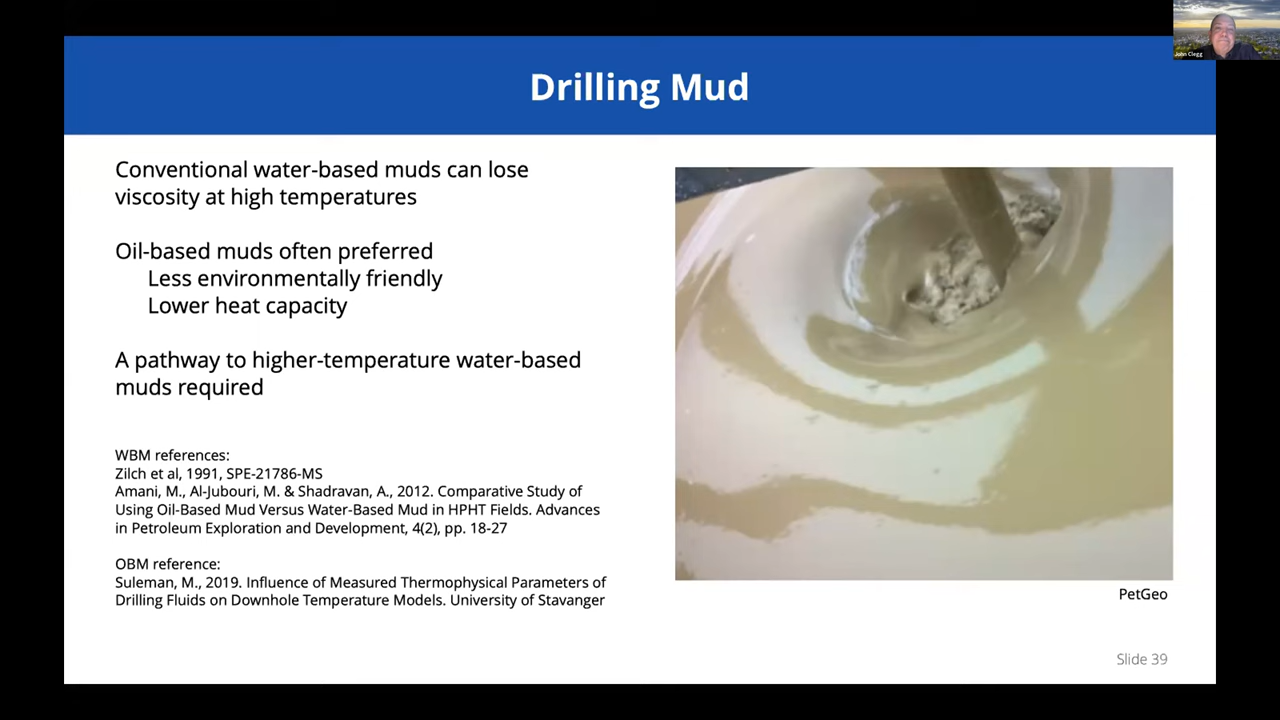 John Clegg
Drilling Mud
Conventional water-based muds can lose
viscosity at high temperatures
Oil-based muds often preferred
Less environmentally friendly
Lower heat capacity
A pathway to higher-temperature water-based
muds required
WBM references:
Zilch et al, 1991, SPE-21786-MS
Amani, M., Al-Jubouri, M. & Shadravan, A., 2012. Comparative Study of
Using Oil-Based Mud Versus Water-Based Mud in HPHT Fields. Advances
in Petroleum Exploration and Development, 4(2), pp. 18-27
OBM reference:
Suleman, M., 2019. Influence of Measured Thermophysical Parameters of
Drilling Fluids on Downhole Temperature Models. University of Stavanger
PetGeo
Slide 39